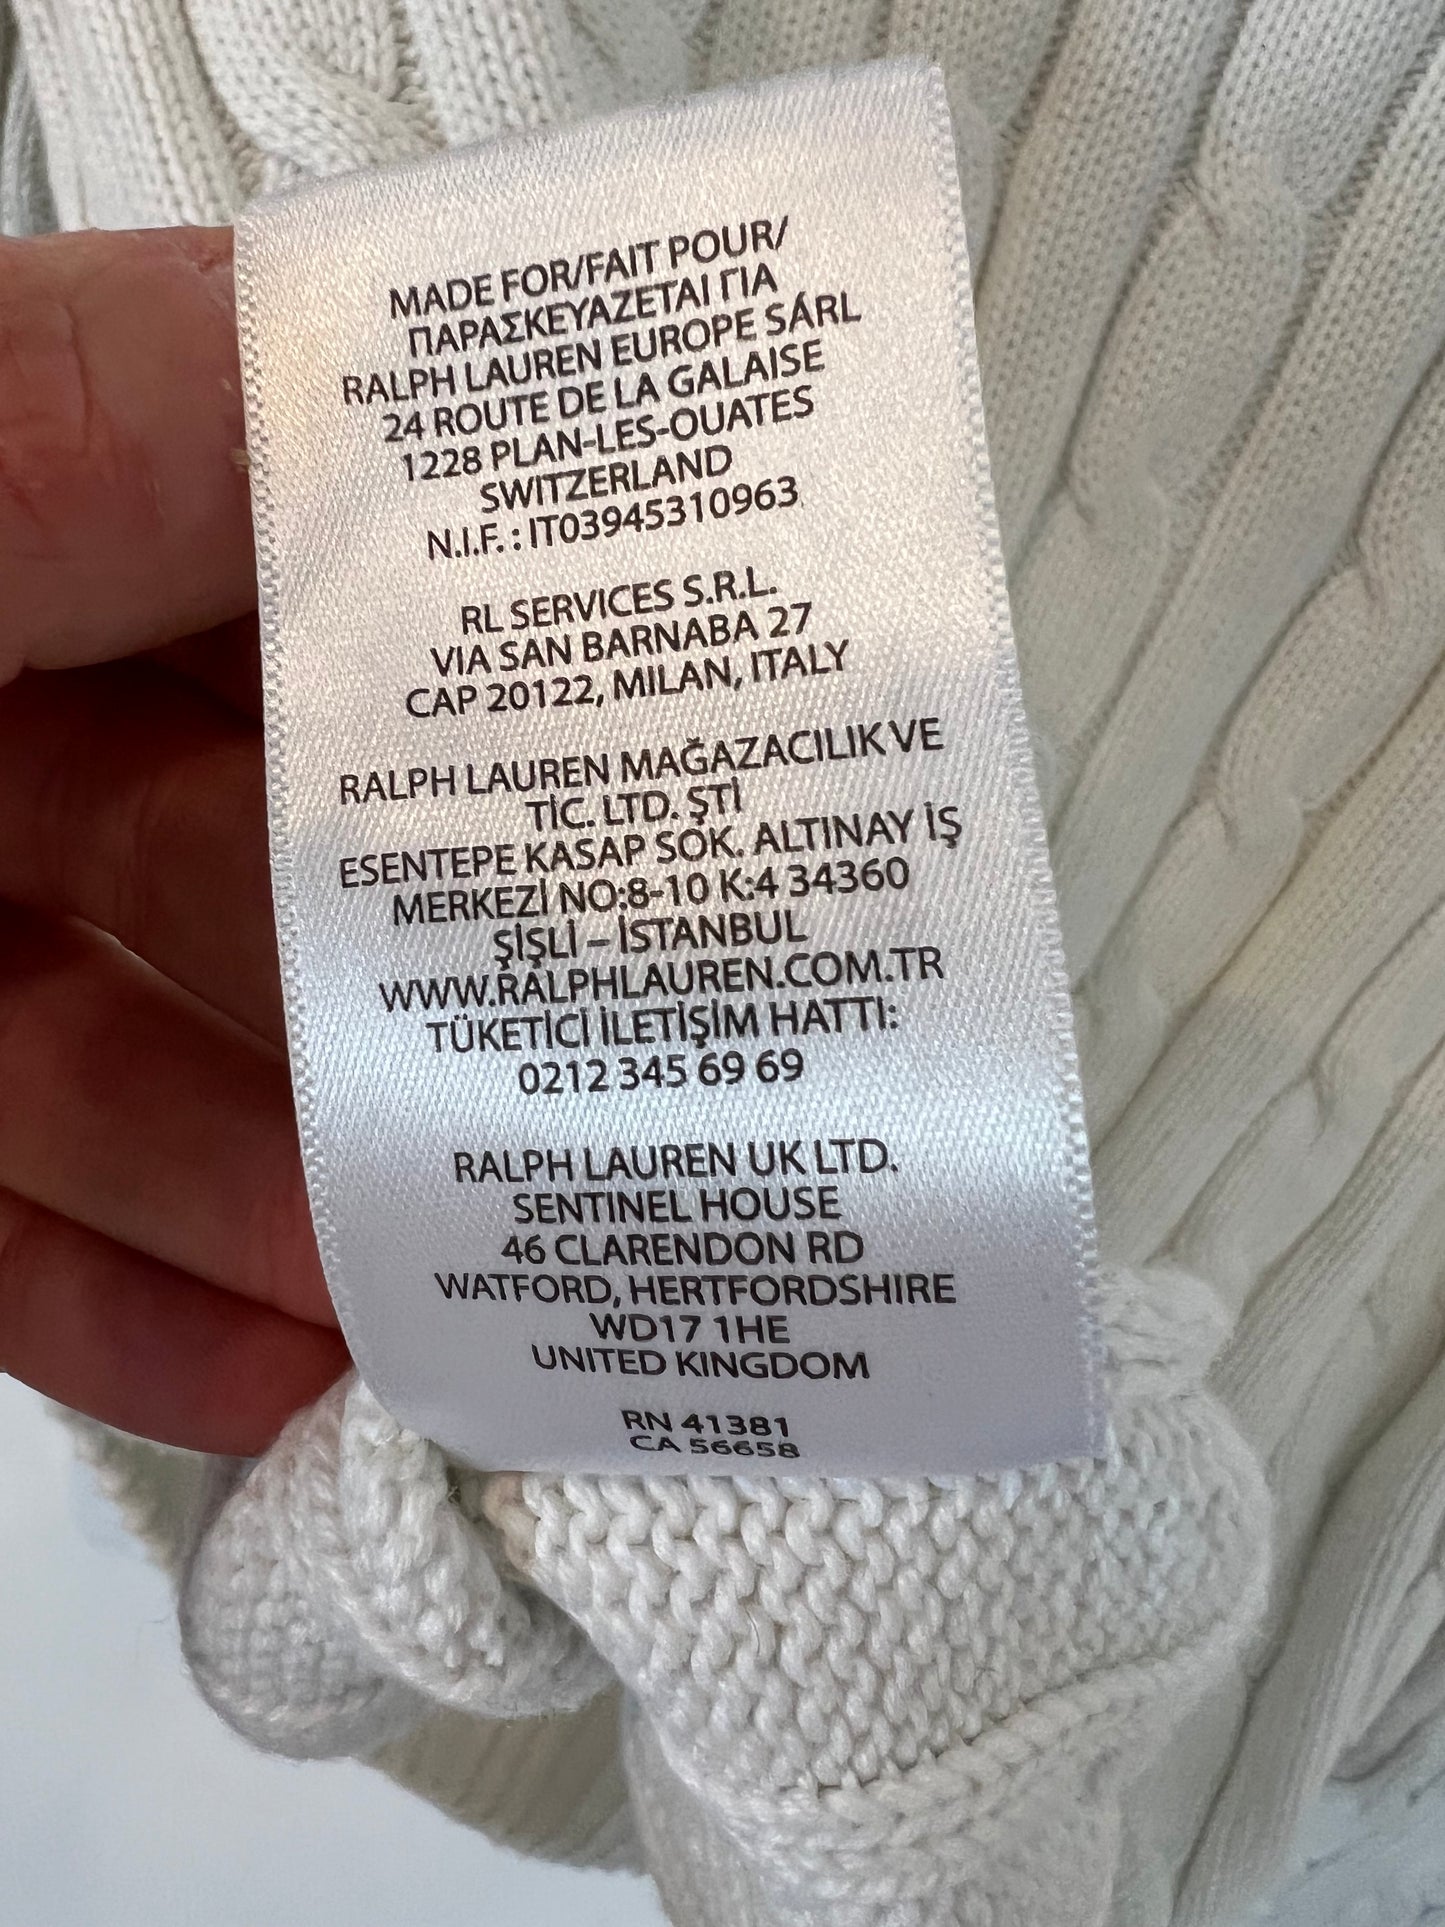 MADE FOR/FAIT POUR/
ΠΑΡΑΣΚΕΥΑΖΕΤΑΙ ΓΙΑ
RALPH LAUREN EUROPE SÁRL
24 ROUTE DE LA GALAISE
1228 PLAN-LES-OUATES
SWITZERLAND
N.I.F. : IT03945310963
RL SERVICES S.R.L.
VIA SAN BARNABA 27
CAP 20122, MILAN, ITALY
RALPH LAUREN MAĞAZACILIK VE
TİC. LTD. ŞTİ
ESENTEPE KASAP SOK. ALTINAY İŞ
MERKEZİ NO:8-10 K:4 34360
ŞİŞLİ – İSTANBUL
WWW.RALPHLAUREN.COM.TR
TÜKETİCİ İLETİŞİM HATTI:
0212 345 69 69
RALPH LAUREN UK LTD.
SENTINEL HOUSE
46 CLARENDON RD
WATFORD, HERTFORDSHIRE
WD17 1HE
UNITED KINGDOM
RN 41381
CA 56658